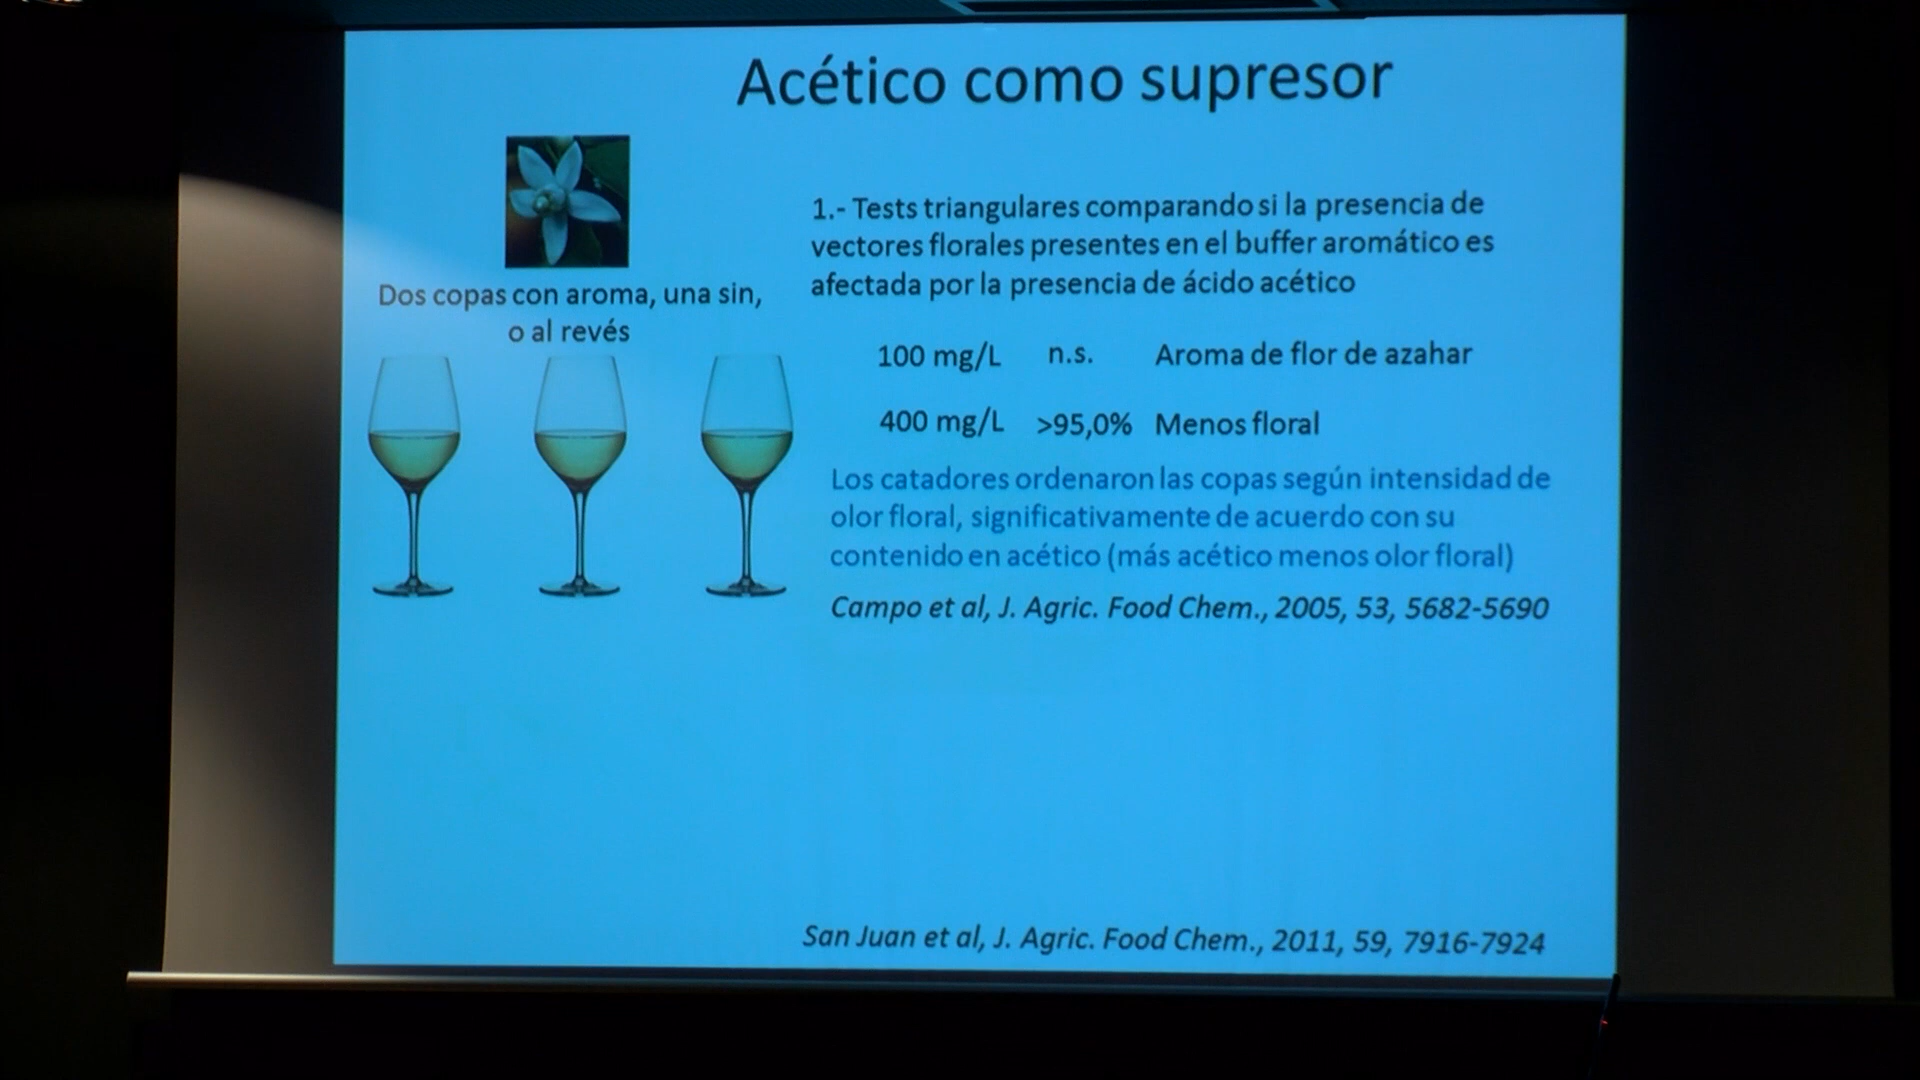 Acético como supresor
Dos copas con aroma, una sin,
o al revés
1.- Tests triangulares comparando si la presencia de
vectores florales presentes en el buffer aromático es
afectada por la presencia de ácido acético
100 mg/L n.s. Aroma de flor de azahar
400 mg/L >95,0% Menos floral
Los catadores ordenaron las copas según intensidad de
olor floral, significativamente de acuerdo con su
contenido en acético (más acético menos olor floral)
Campo et al, J. Agric. Food Chem., 2005, 53, 5682-5690
San Juan et al, J. Agric. Food Chem., 2011, 59, 7916-7924